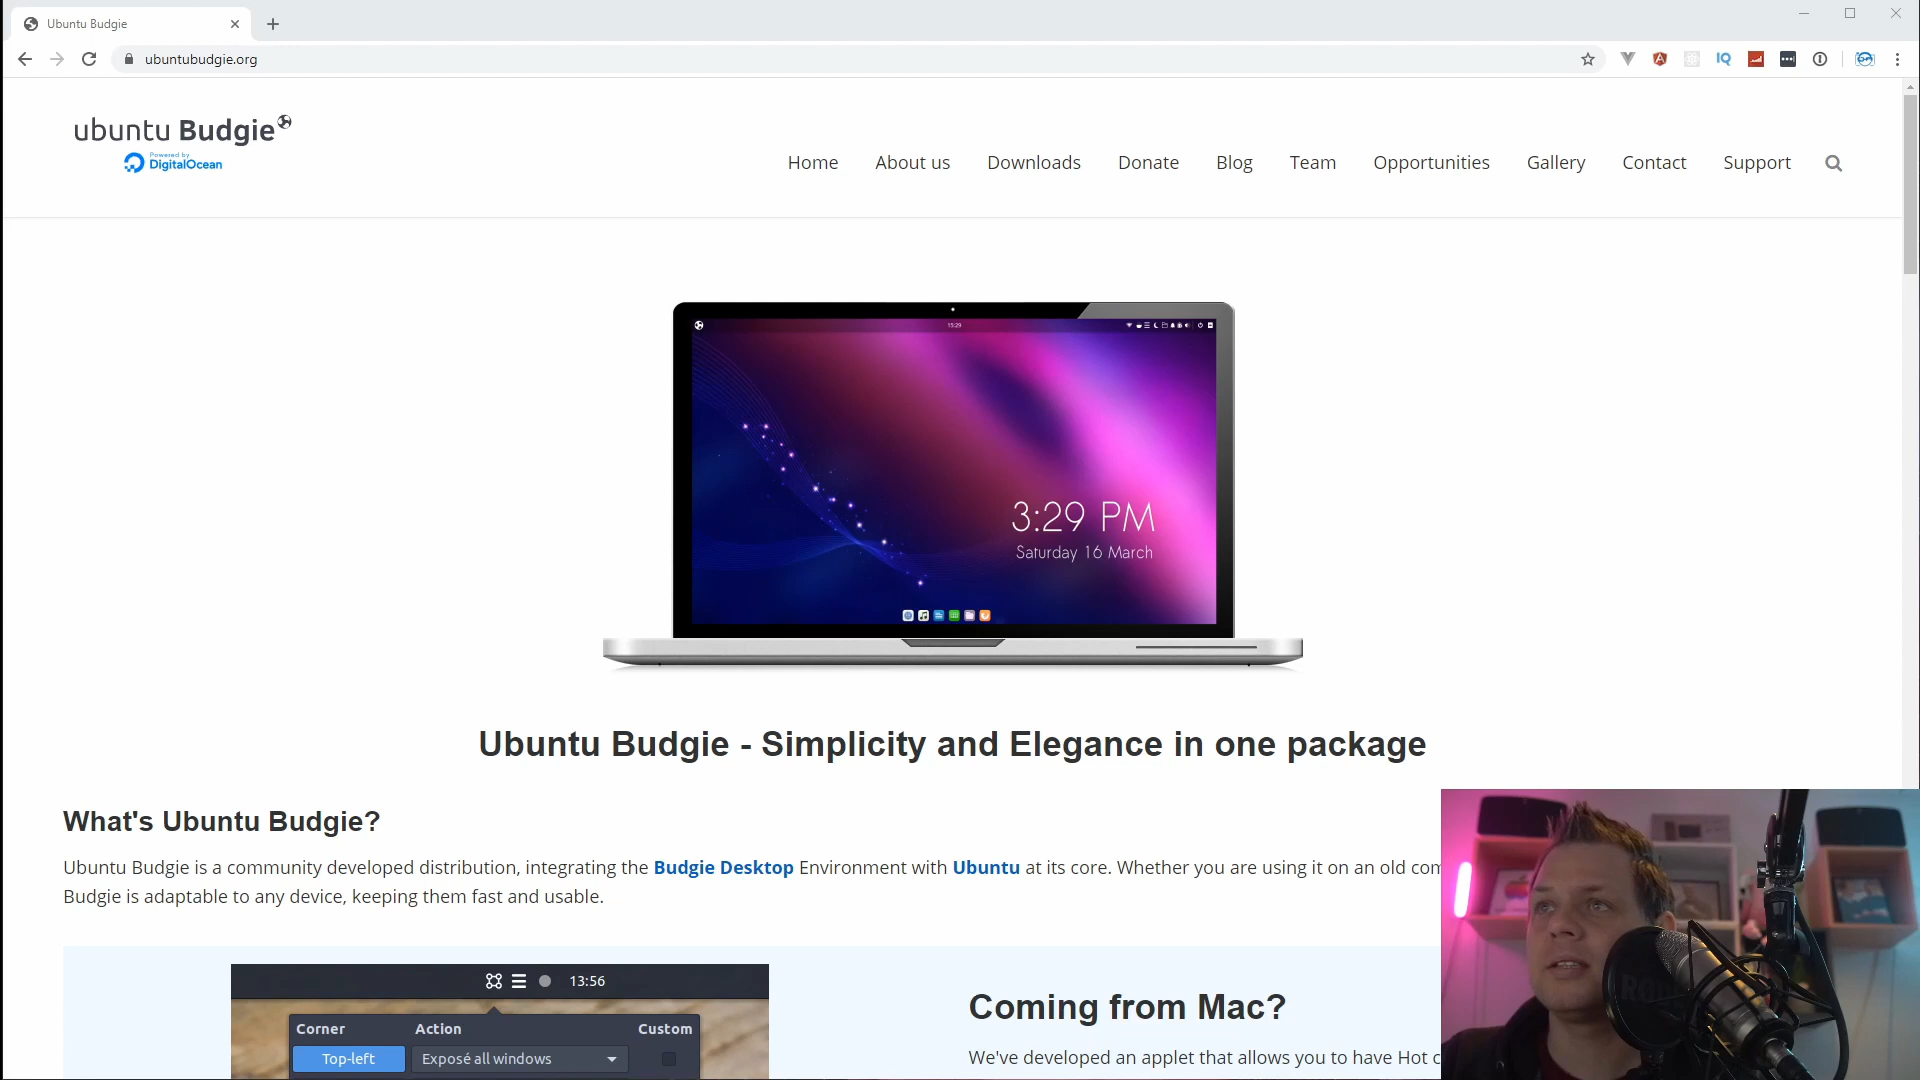 Ubuntu Budgie
ubuntubudgie.org
IQ
ubuntu Budgie
Powered by
DigitalOcean
Home About us Downloads Donate Blog Team Opportunities Gallery Contact Support
15:29
3:29 PM
Saturday 16 March
Ubuntu Budgie - Simplicity and Elegance in one package
What's Ubuntu Budgie?
Ubuntu Budgie is a community developed distribution, integrating the Budgie Desktop Environment with Ubuntu at its core. Whether you are using it on an old com
Budgie is adaptable to any device, keeping them fast and usable.
13:56
Corner Action Custom
Top-left Exposé all windows
Coming from Mac?
We've developed an applet that allows you to have Hot c